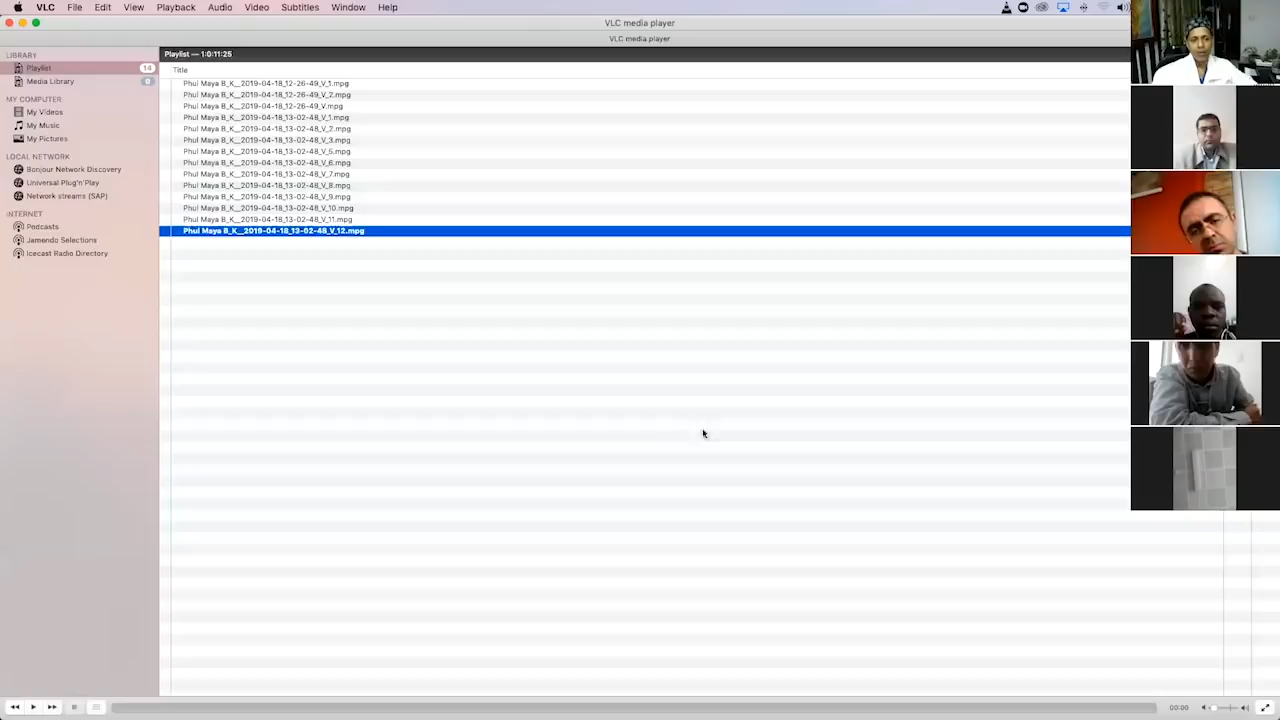 VLC File Edit View Playback Audio Video Subtitles Window Help
VLC media player
VLC media player
LIBRARY
Playlist 14
Media Library 0
MY COMPUTER
My Videos
My Music
My Pictures
LOCAL NETWORK
Bonjour Network Discovery
Universal Plug'n'Play
Network streams (SAP)
INTERNET
Podcasts
Jamendo Selections
Icecast Radio Directory
Playlist — 1:0:11:25
Title
Phul Maya B_K__2019-04-18_12-26-49_V_1.mpg
Phul Maya B_K__2019-04-18_12-26-49_V_2.mpg
Phul Maya B_K__2019-04-18_12-26-49_V.mpg
Phul Maya B_K__2019-04-18_13-02-48_V_1.mpg
Phul Maya B_K__2019-04-18_13-02-48_V_2.mpg
Phul Maya B_K__2019-04-18_13-02-48_V_3.mpg
Phul Maya B_K__2019-04-18_13-02-48_V_5.mpg
Phul Maya B_K__2019-04-18_13-02-48_V_6.mpg
Phul Maya B_K__2019-04-18_13-02-48_V_7.mpg
Phul Maya B_K__2019-04-18_13-02-48_V_8.mpg
Phul Maya B_K__2019-04-18_13-02-48_V_9.mpg
Phul Maya B_K__2019-04-18_13-02-48_V_10.mpg
Phul Maya B_K__2019-04-18_13-02-48_V_11.mpg
Phul Maya B_K__2019-04-18_13-02-48_V_12.mpg
00:00